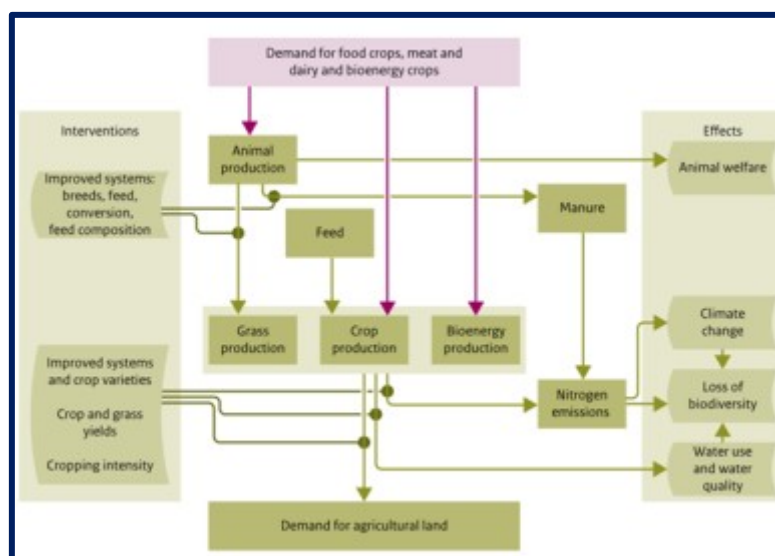 Demand for food crops, meat and
dairy and bioenergy crops
Interventions
Effects
Animal
production
Animal welfare
Improved systems:
breeds, feed,
conversion,
feed composition
Manure
Feed
Grass
production
Crop
production
Bioenergy
production
Climate
change
Improved systems
and crop varieties
Crop and grass
yields
Cropping intensity
Nitrogen
emissions
Loss of
biodiversity
Water use
and water
quality
Demand for agricultural land